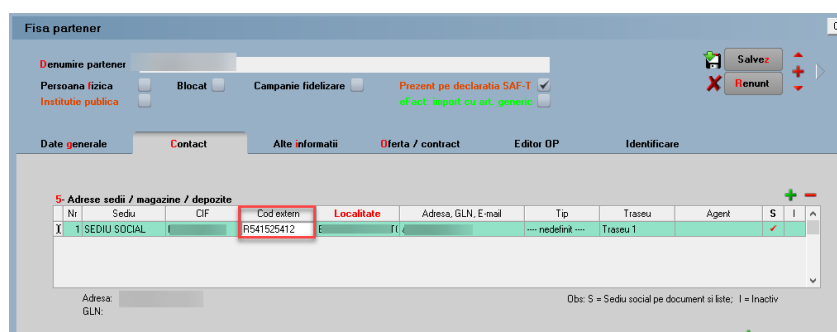 Fisa partener
Denumire partener
Salvez
Persoana fizica Blocat Campanie fidelizare Prezent pe declaratia SAF-T
Renunt
Institutie publica eFact: import cu art. generic
Date generale Contact Alte informatii Oferta / contract Editor OP Identificare
5- Adrese sedii / magazine / depozite
Nr Sediu CIF Cod extern Localitate Adresa, GLN, E-mail Tip Traseu Agent S I
1 SEDIU SOCIAL R541525412 ---- nedefinit ---- Traseu 1
Adresa: Obs: S = Sediu social pe document si liste; I = Inactiv
GLN: